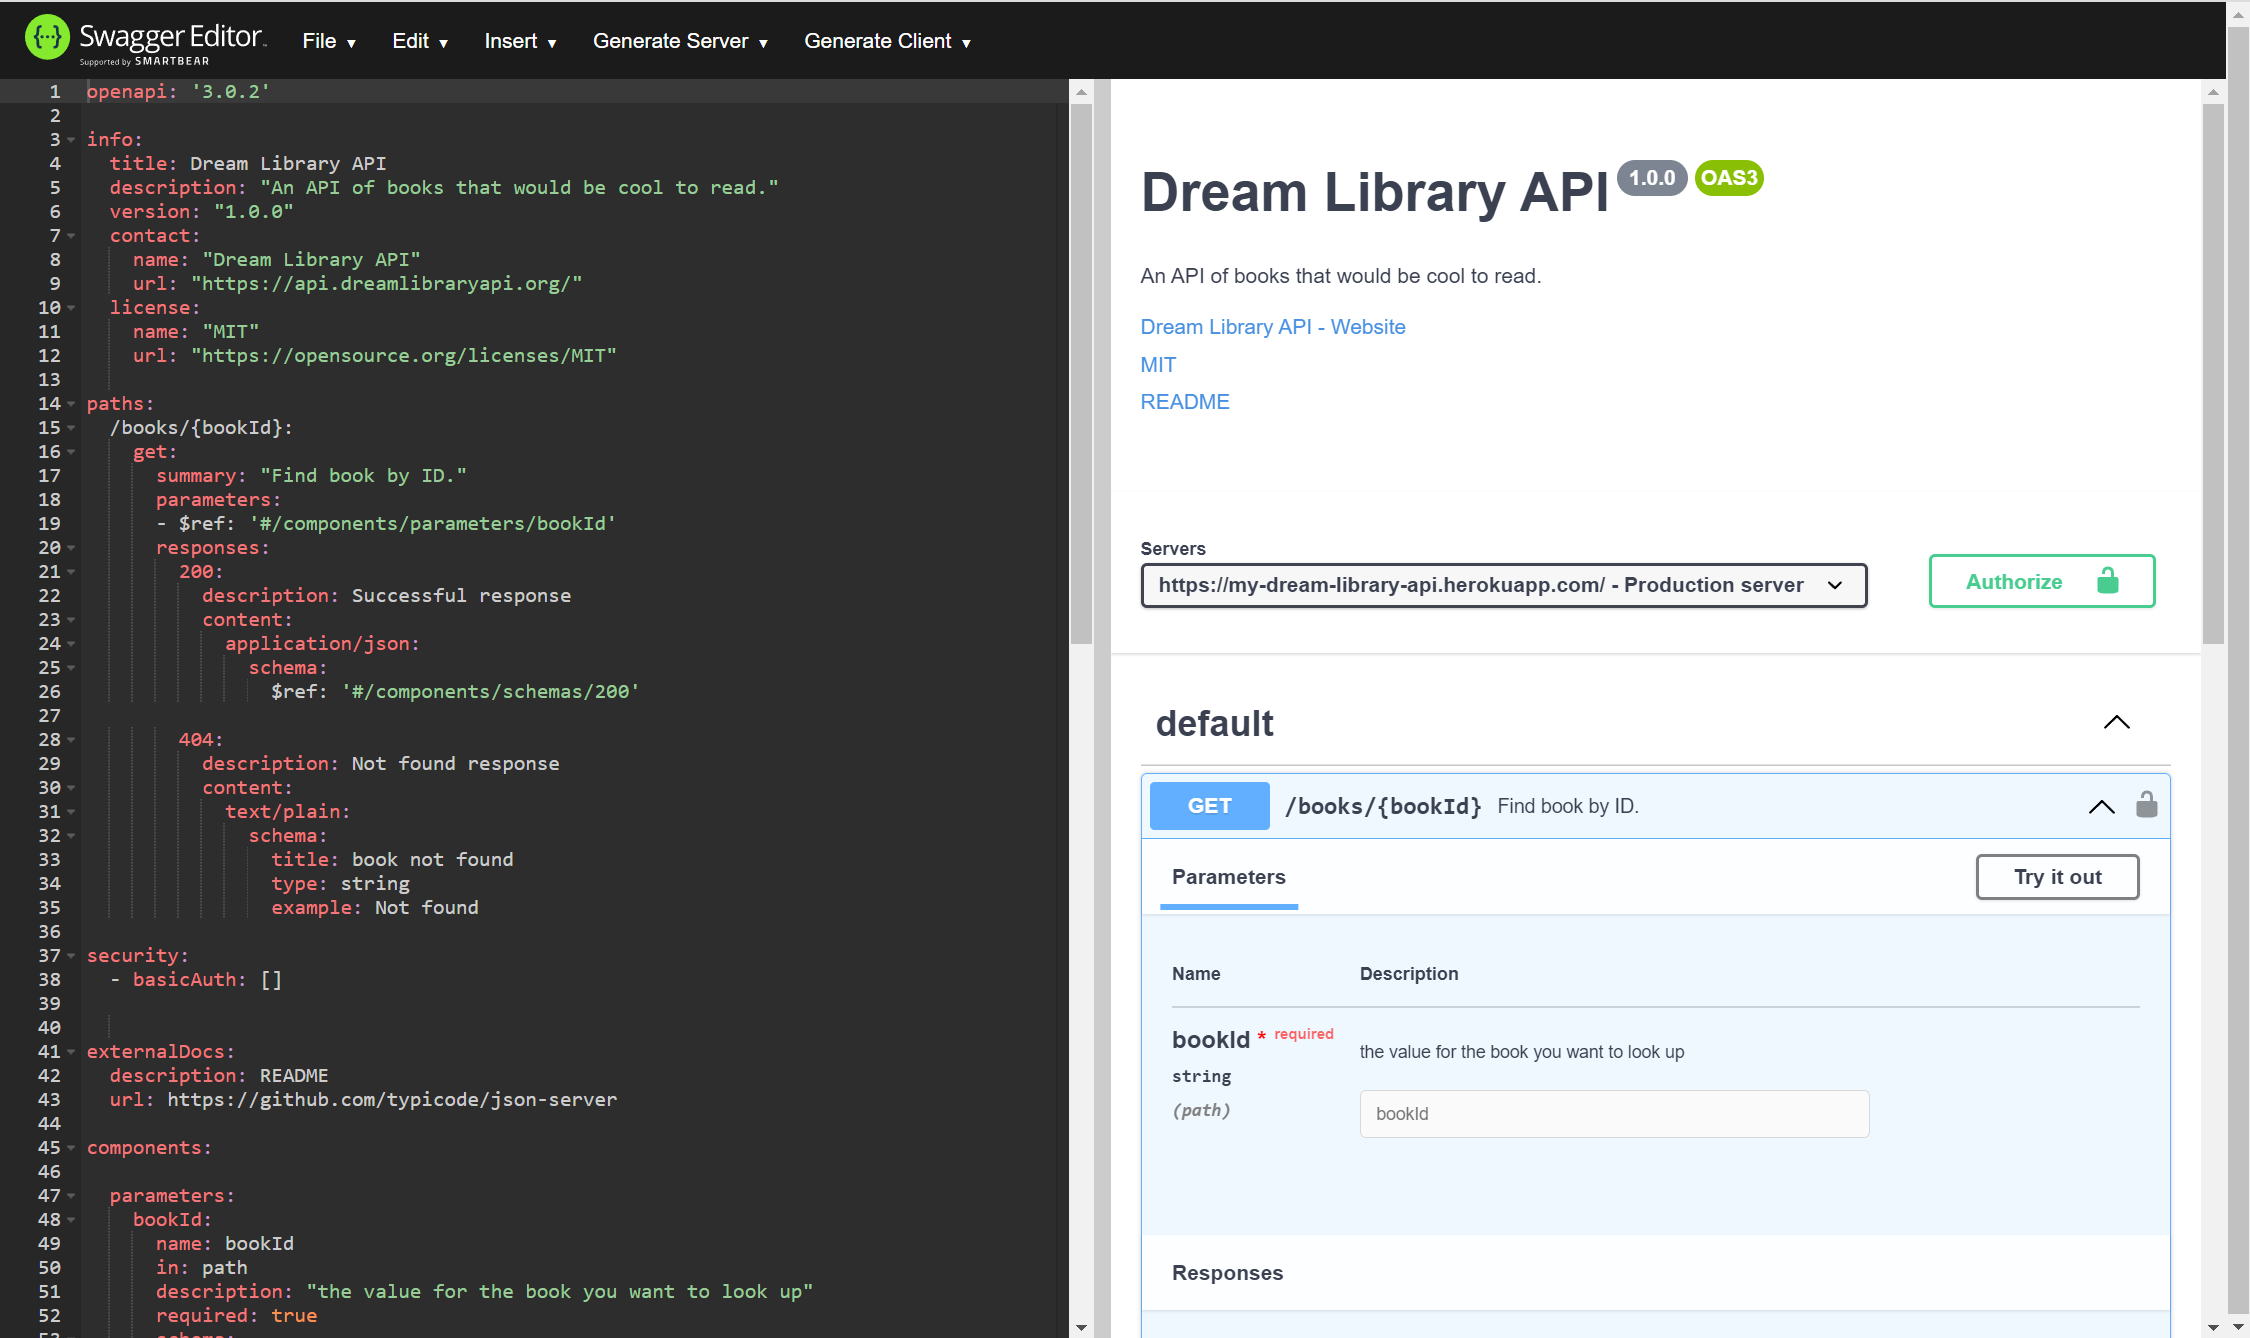 Swagger Editor
Supported by SMARTBEAR
File ▾ Edit ▾ Insert ▾ Generate Server ▾ Generate Client ▾
1 openapi: '3.0.2'
2
3 info:
4 title: Dream Library API
5 description: "An API of books that would be cool to read."
6 version: "1.0.0"
7 contact:
8 name: "Dream Library API"
9 url: "https://api.dreamlibraryapi.org/"
10 license:
11 name: "MIT"
12 url: "https://opensource.org/licenses/MIT"
13
14 paths:
15 /books/{bookId}:
16 get:
17 summary: "Find book by ID."
18 parameters:
19 - $ref: '#/components/parameters/bookId'
20 responses:
21 200:
22 description: Successful response
23 content:
24 application/json:
25 schema:
26 $ref: '#/components/schemas/200'
27
28 404:
29 description: Not found response
30 content:
31 text/plain:
32 schema:
33 title: book not found
34 type: string
35 example: Not found
36
37 security:
38 - basicAuth: []
39
40
41 externalDocs:
42 description: README
43 url: https://github.com/typicode/json-server
44
45 components:
46
47 parameters:
48 bookId:
49 name: bookId
50 in: path
51 description: "the value for the book you want to look up"
52 required: true
53 schema:
Dream Library API 1.0.0 OAS3
An API of books that would be cool to read.
Dream Library API - Website
MIT
README
Servers
https://my-dream-library-api.herokuapp.com/ - Production server
Authorize
default
GET /books/{bookId} Find book by ID.
Parameters
Try it out
Name Description
bookId * required
string
(path)
the value for the book you want to look up
bookId
Responses